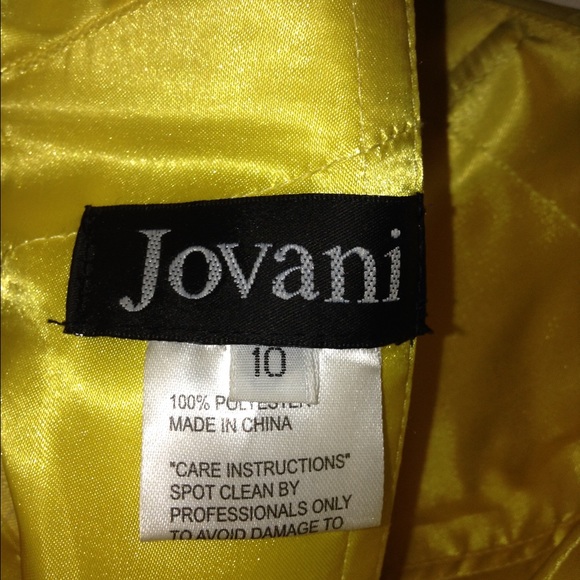 Jovani
10
100% POLYESTER
MADE IN CHINA
"CARE INSTRUCTIONS"
SPOT CLEAN BY
PROFESSIONALS ONLY
TO AVOID DAMAGE TO